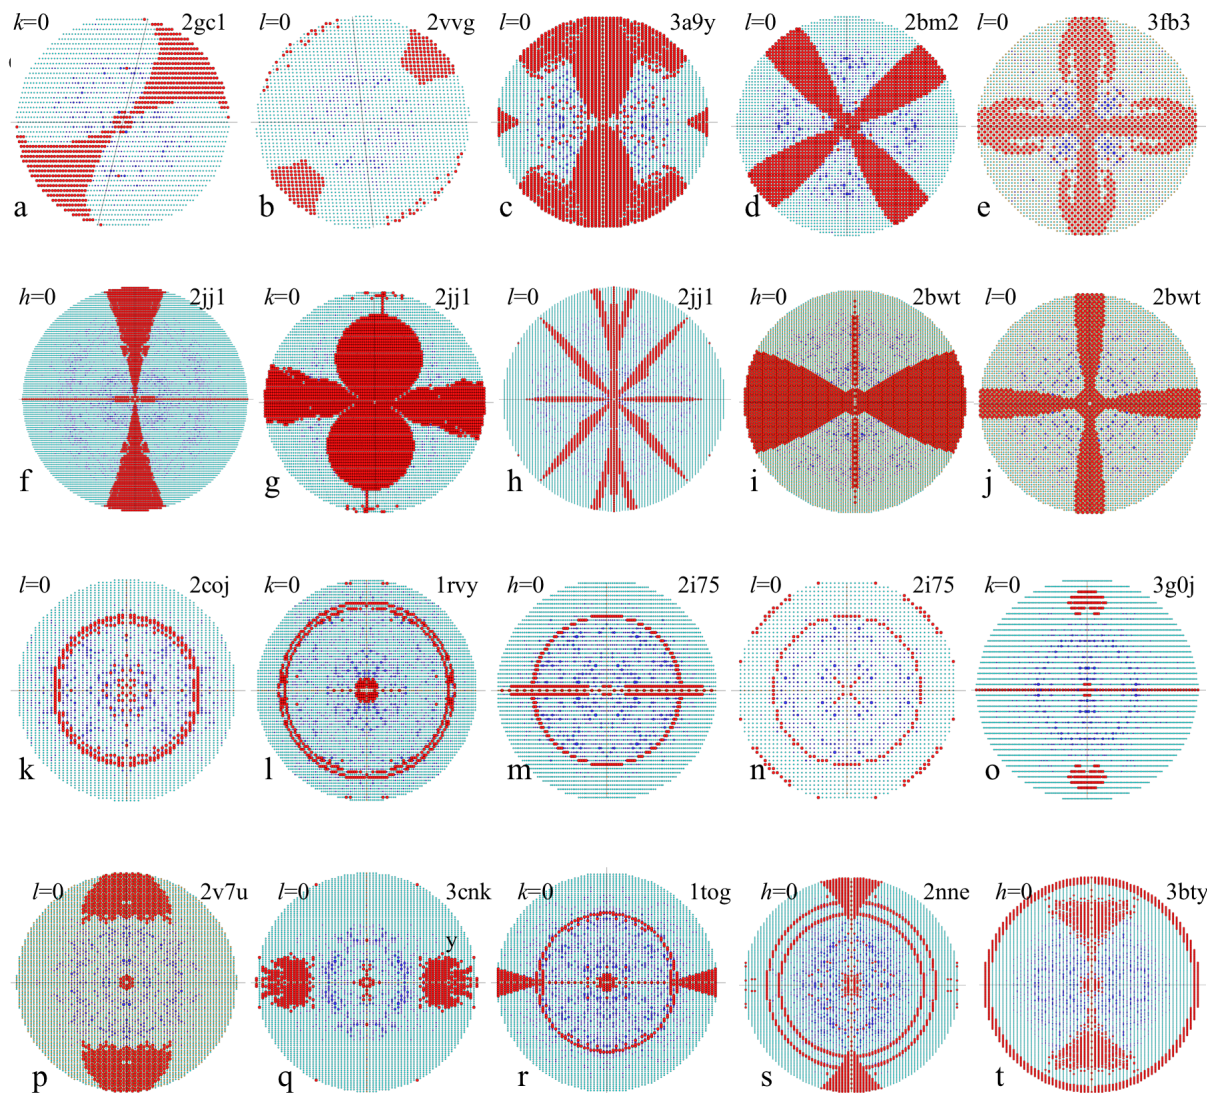 k=0 2gc1
l=0 2vvg
l=0 3a9y
l=0 2bm2
l=0 3fb3
a b c d e
h=0 2jj1
k=0 2jj1
l=0 2jj1
h=0 2bwt
l=0 2bwt
f g h i j
l=0 2coj
k=0 1rvy
h=0 2i75
l=0 2i75
k=0 3g0j
k l m n o
l=0 2v7u
l=0 3cnk
y
k=0 1tog
h=0 2nne
h=0 3bty
p q r s t